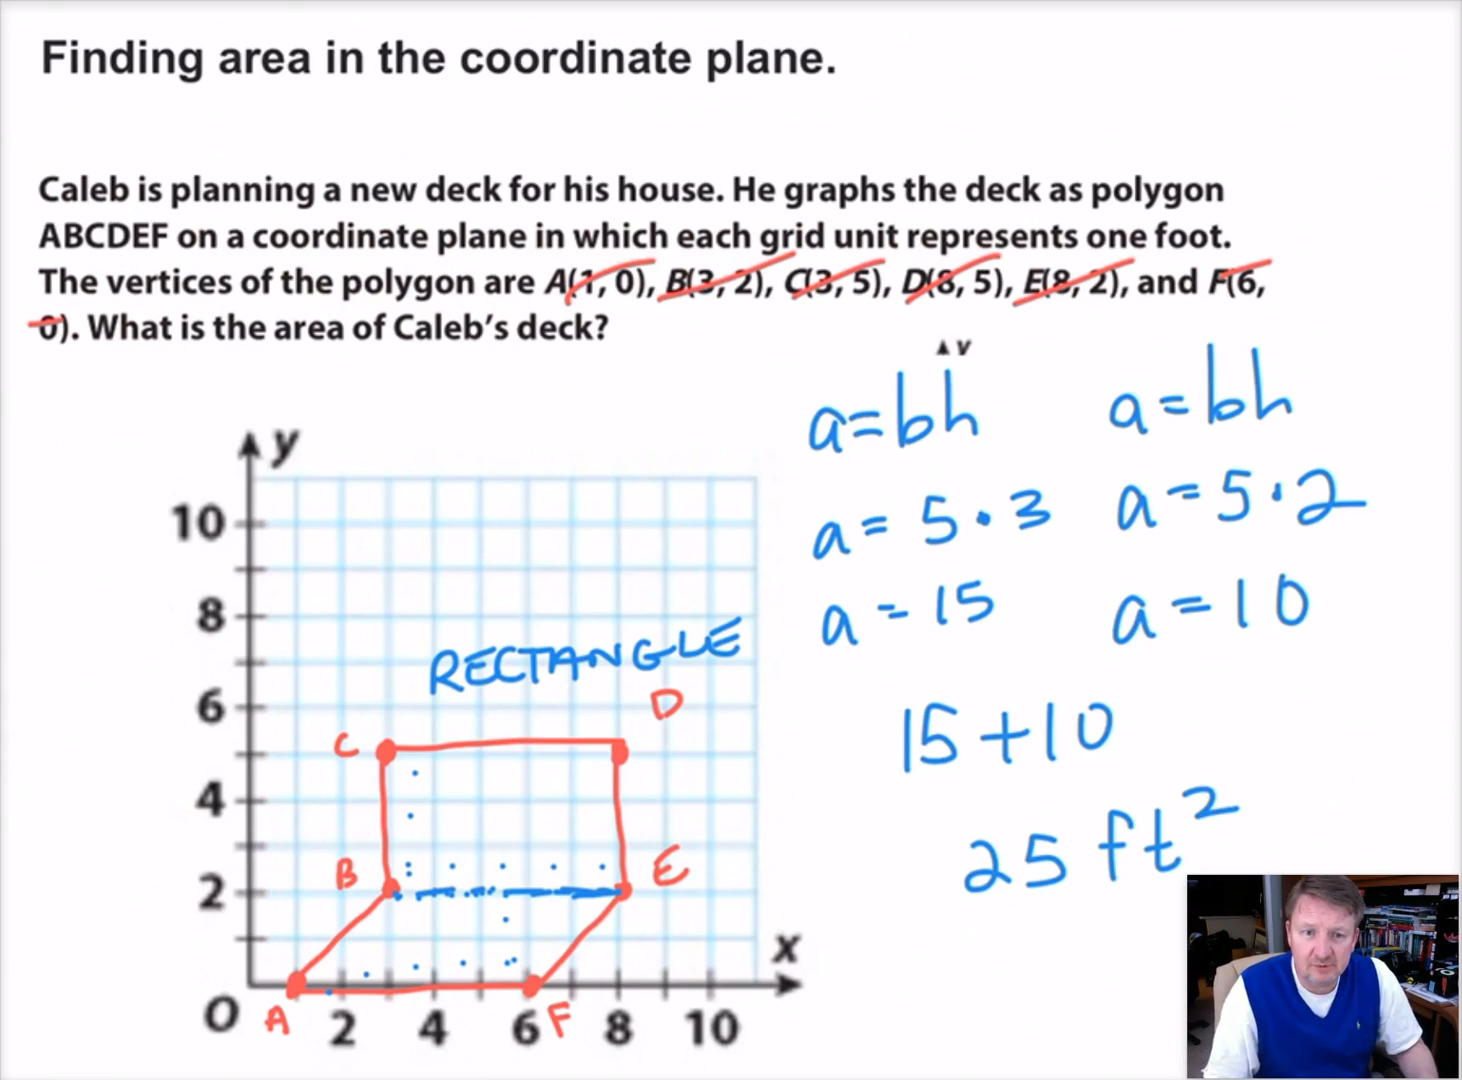 Finding area in the coordinate plane.
Caleb is planning a new deck for his house. He graphs the deck as polygon
ABCDEF on a coordinate plane in which each grid unit represents one foot.
The vertices of the polygon are A(1, 0), B(3, 2), C(3, 5), D(8, 5), E(8, 2), and F(6,
0). What is the area of Caleb's deck?
y
a=bh
a=bh
a=5·3
a=5·2
a=15
a=10
15+10
25 ft²
y
10
8
6
4
2
O
RECTANGLE
C
D
B
E
A
F
2
4
6
8
10
x